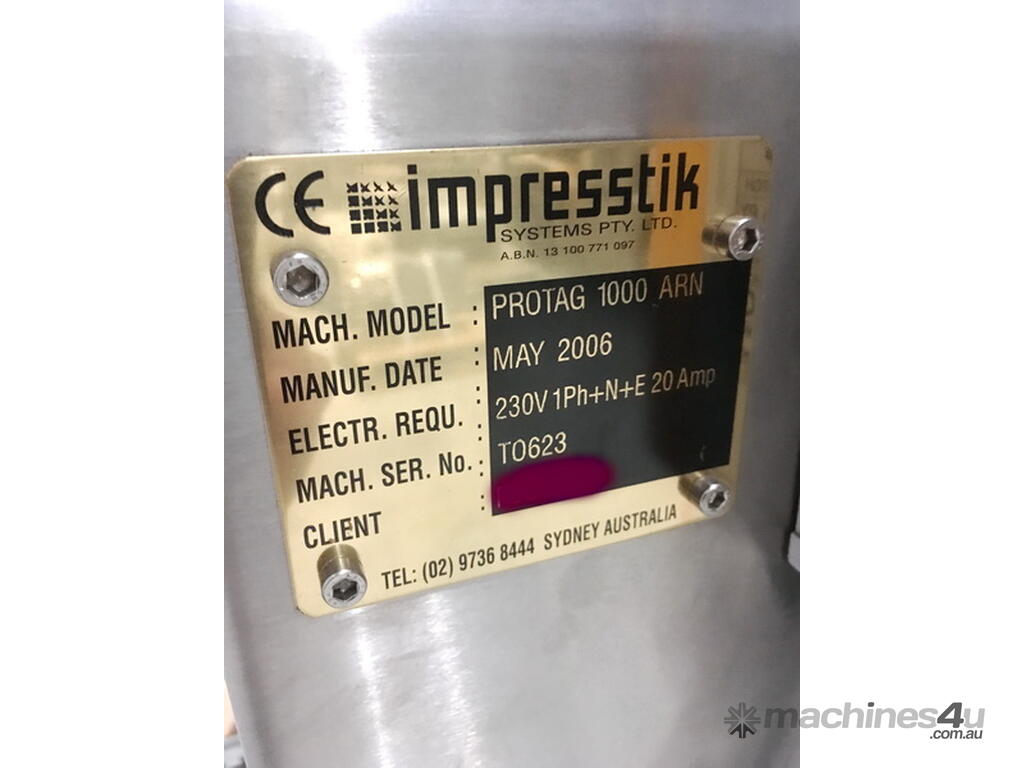 CE impresstik
SYSTEMS PTY. LTD.
A.B.N. 13 100 771 097
MACH. MODEL : PROTAG 1000 ARN
MANUF. DATE : MAY 2006
ELECTR. REQU. : 230V 1Ph+N+E 20 Amp
MACH. SER. No. : TO623
CLIENT :
TEL: (02) 9736 8444 SYDNEY AUSTRALIA
machines4u
.com.au